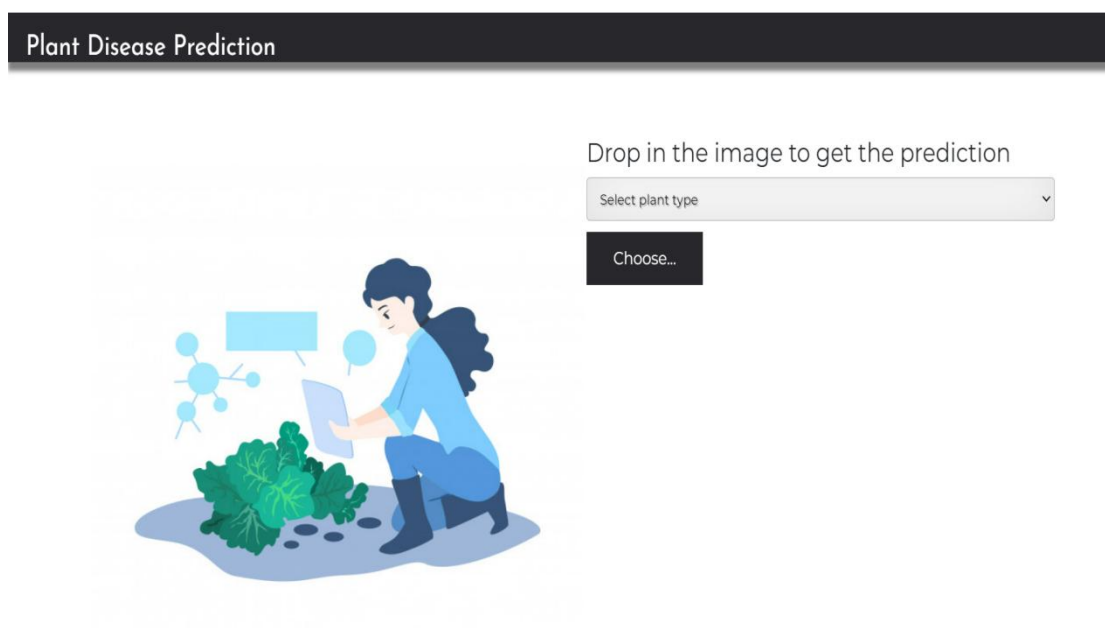 Plant Disease Prediction
Drop in the image to get the prediction
Select plant type
Choose...